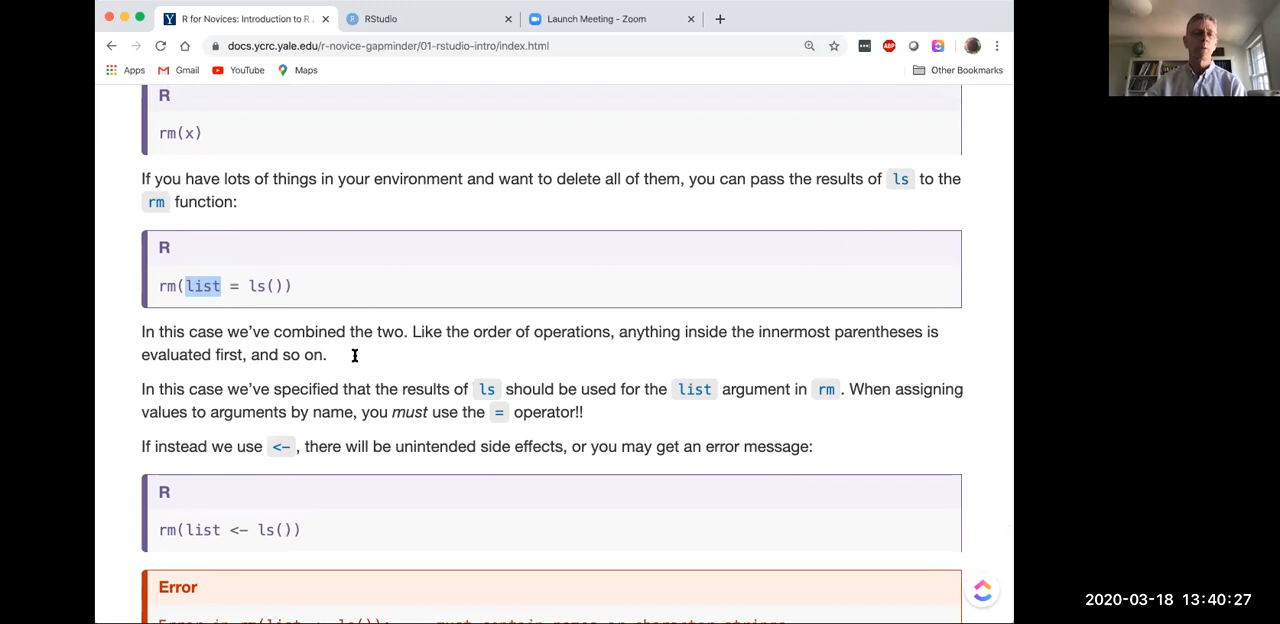 R for Novices: Introduction to R
RStudio
Launch Meeting - Zoom
docs.ycrc.yale.edu/r-novice-gapminder/01-rstudio-intro/index.html
ABP
Apps
Gmail
YouTube
Maps
Other Bookmarks
R
rm(x)
If you have lots of things in your environment and want to delete all of them, you can pass the results of ls to the
rm function:
R
rm(list = ls())
In this case we've combined the two. Like the order of operations, anything inside the innermost parentheses is
evaluated first, and so on.
In this case we've specified that the results of ls should be used for the list argument in rm . When assigning
values to arguments by name, you must use the = operator!!
If instead we use <-, there will be unintended side effects, or you may get an error message:
R
rm(list <- ls())
Error
2020-03-18 13:40:27